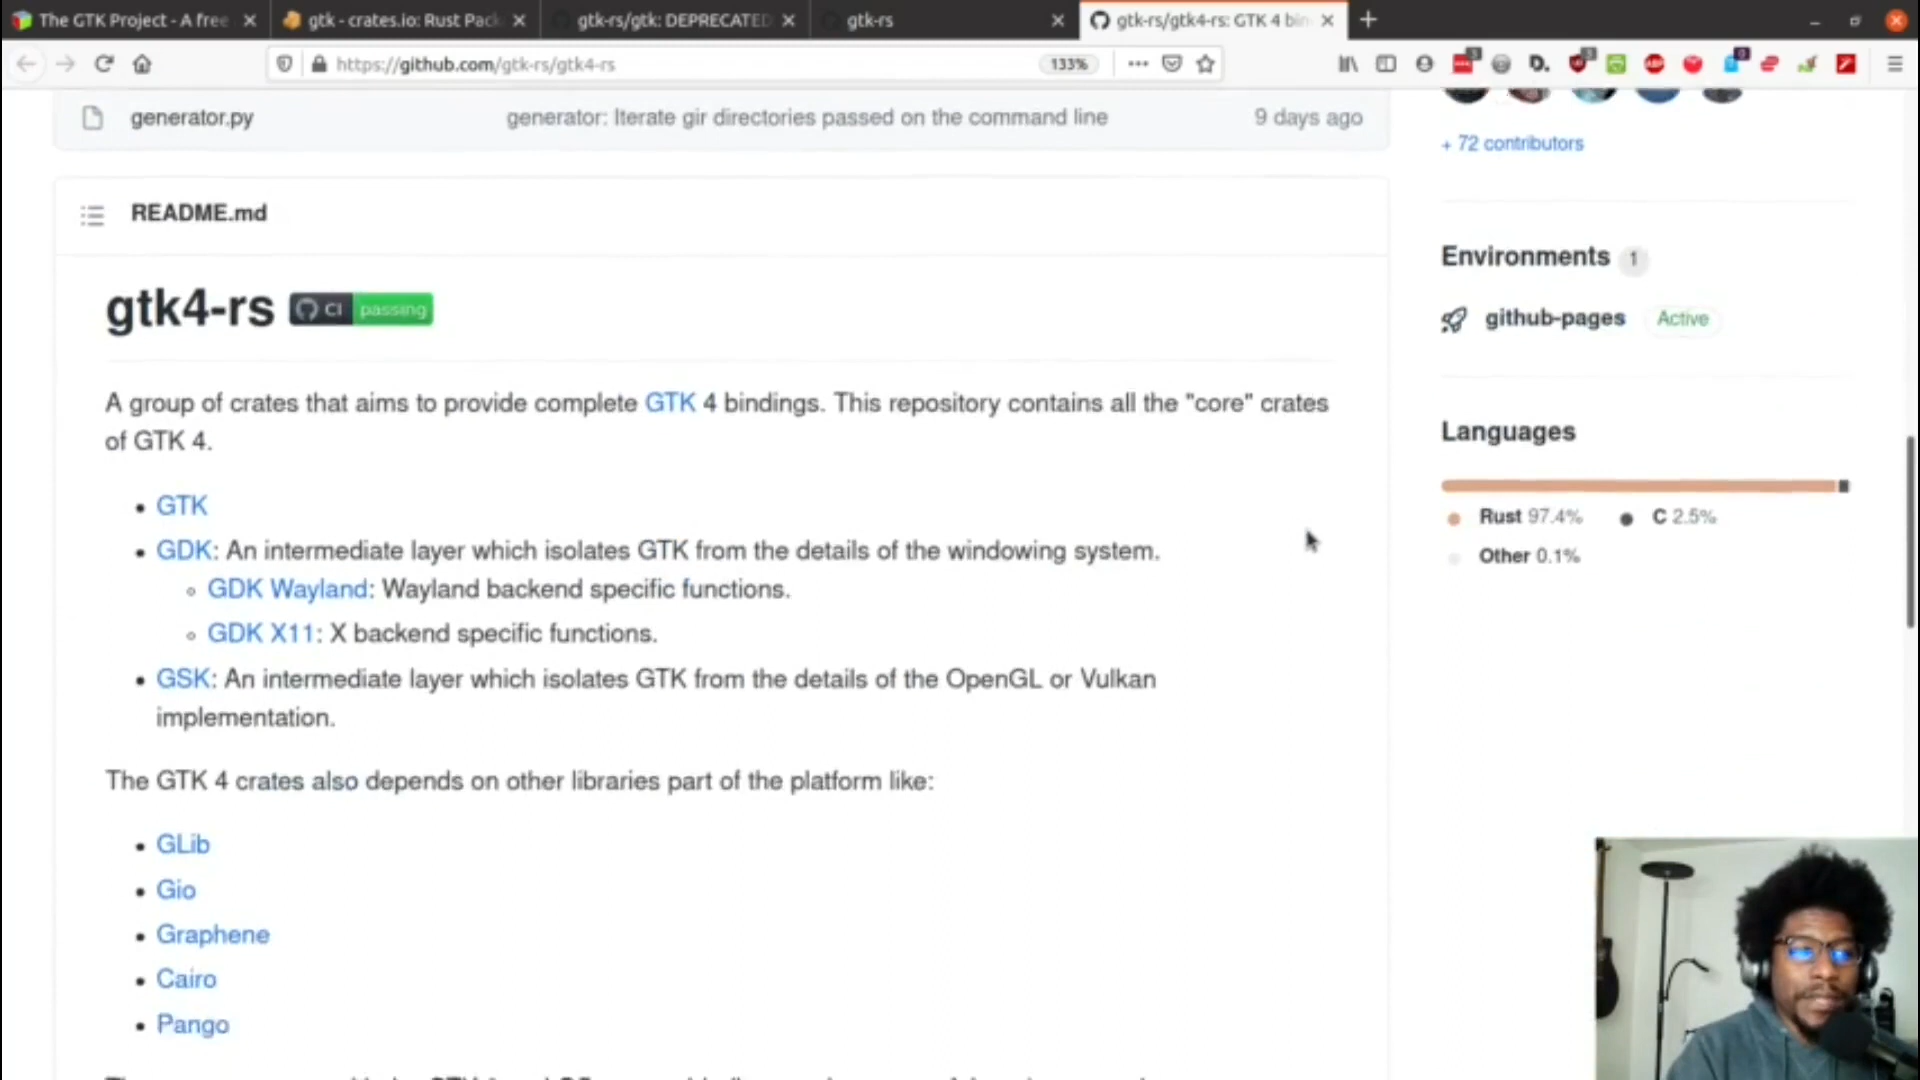 The GTK Project - A free
gtk - crates.io: Rust Pack
gtk-rs/gtk: DEPRECATED
gtk-rs
gtk-rs/gtk4-rs: GTK 4 bin
https://github.com/gtk-rs/gtk4-rs
133%
generator.py
generator: Iterate gir directories passed on the command line
9 days ago
+ 72 contributors
README.md
Environments 1
gtk4-rs
CI passing
github-pages
Active
A group of crates that aims to provide complete GTK 4 bindings. This repository contains all the "core" crates
of GTK 4.
Languages
Rust 97.4%
C 2.5%
Other 0.1%
GTK
GDK: An intermediate layer which isolates GTK from the details of the windowing system.
GDK Wayland: Wayland backend specific functions.
GDK X11: X backend specific functions.
GSK: An intermediate layer which isolates GTK from the details of the OpenGL or Vulkan
implementation.
The GTK 4 crates also depends on other libraries part of the platform like:
GLib
Gio
Graphene
Cairo
Pango